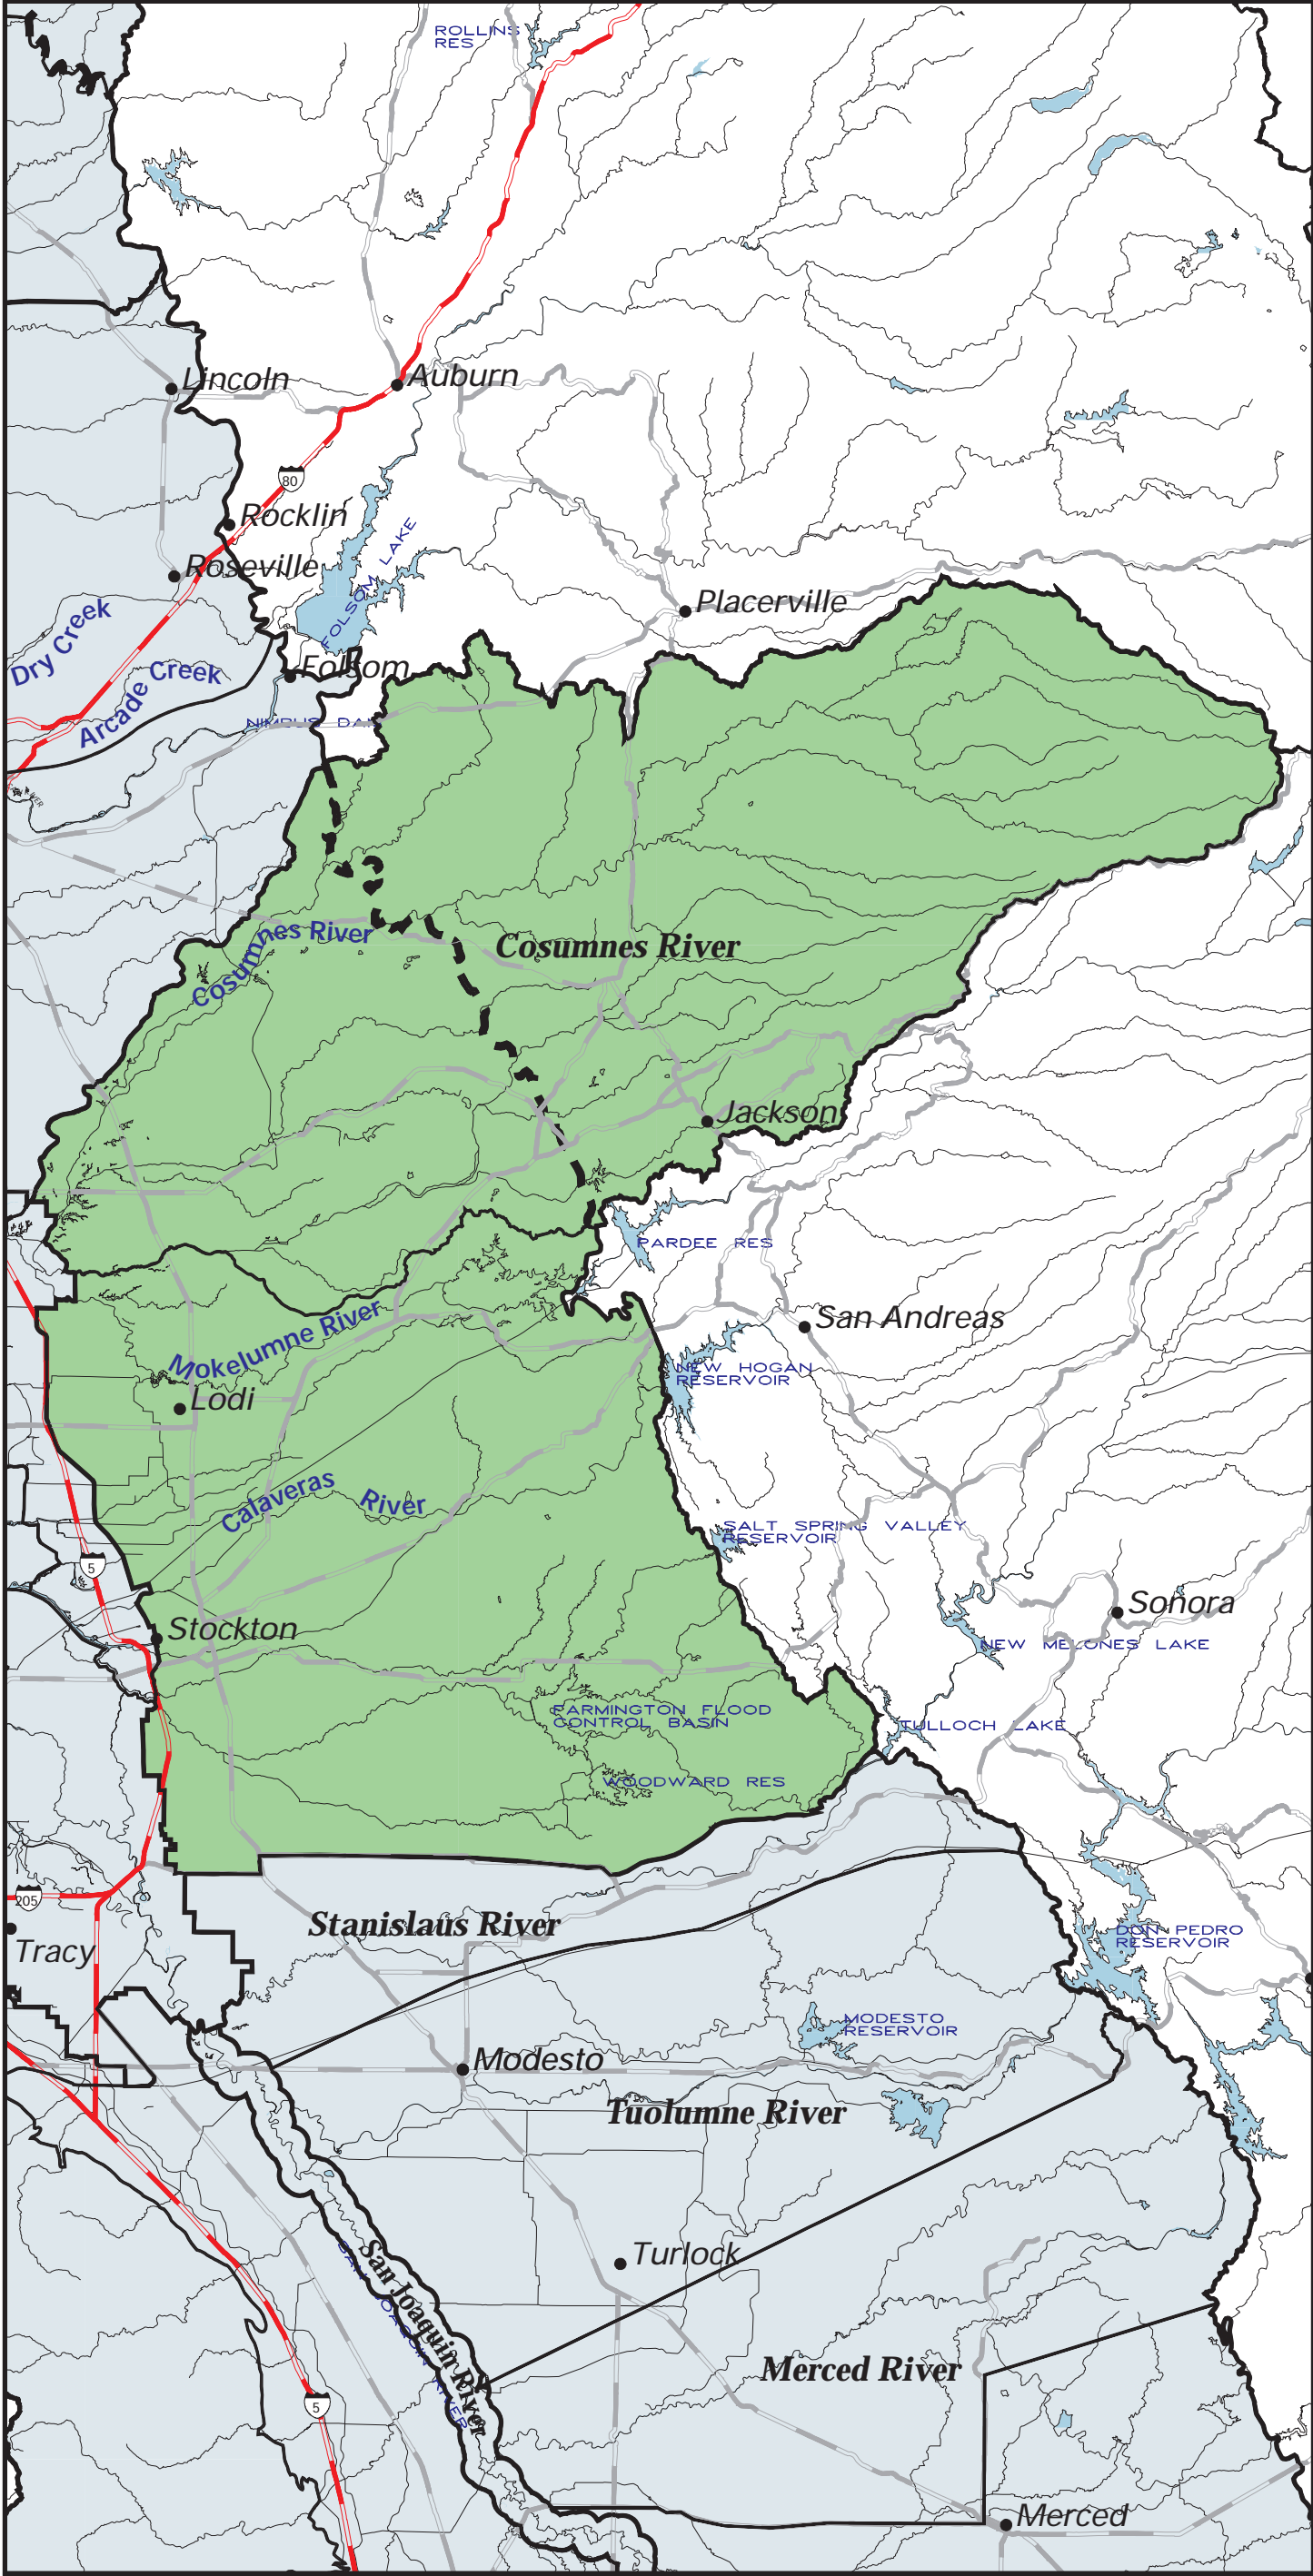 ROLLINS
RES
Lincoln
Auburn
80
Rocklin
Roseville
FOLSOM LAKE
Placerville
Dry Creek
Arcade Creek
Folsom
NIMBUS DAM
Cosumnes River
Cosumnes River
Jackson
PARDEE RES
Mokelumne River
San Andreas
NEW HOGAN
RESERVOIR
Lodi
Calaveras River
SALT SPRING VALLEY
RESERVOIR
5
Sonora
Stockton
NEW MELONES LAKE
FARMINGTON FLOOD
CONTROL BASIN
TULLOCH LAKE
WOODWARD RES
205
Stanislaus River
Tracy
DON PEDRO
RESERVOIR
MODESTO
RESERVOIR
Modesto
Tuolumne River
Turlock
San Joaquin River
SAN JOAQUIN RIVER
Merced River
5
Merced